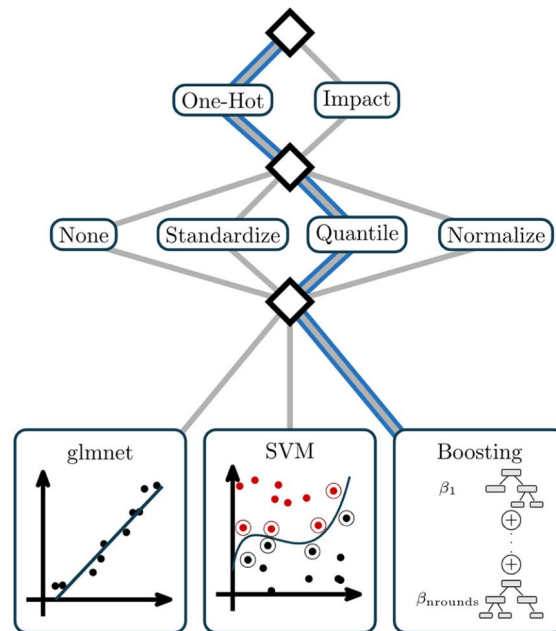 One-Hot
Impact
None
Standardize
Quantile
Normalize
glmnet
SVM
Boosting
β1
βnrounds